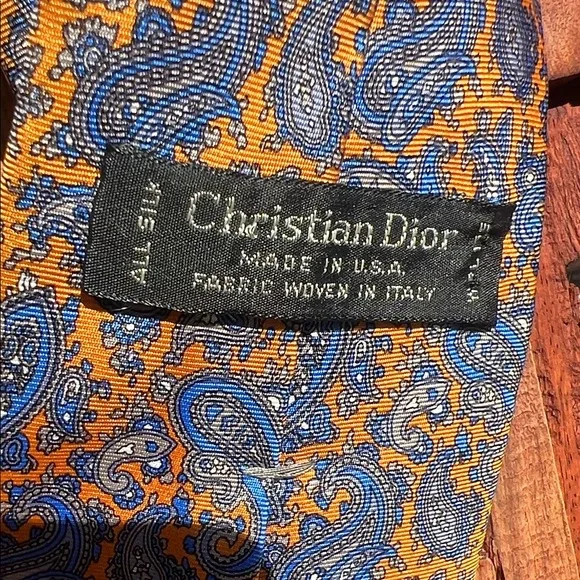 ALL SILK
Christian Dior
MADE IN U.S.A.
FABRIC WOVEN IN ITALY